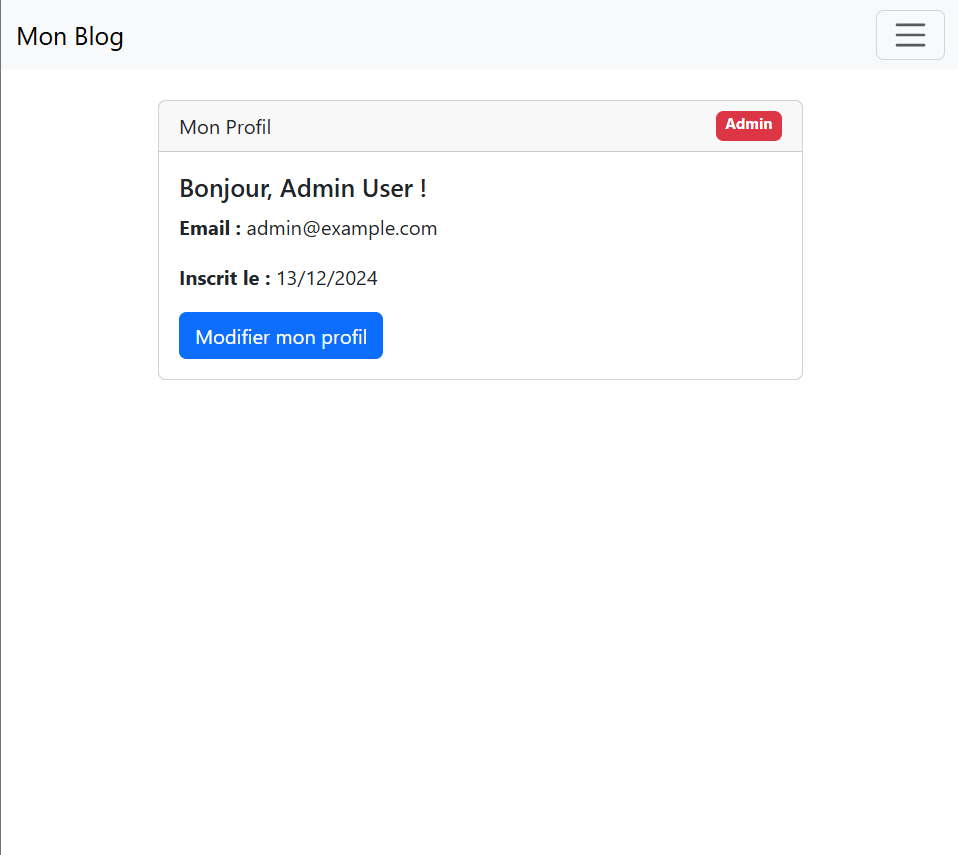 Mon Blog
Mon Profil
Admin
Bonjour, Admin User !
Email : admin@example.com
Inscrit le : 13/12/2024
Modifier mon profil